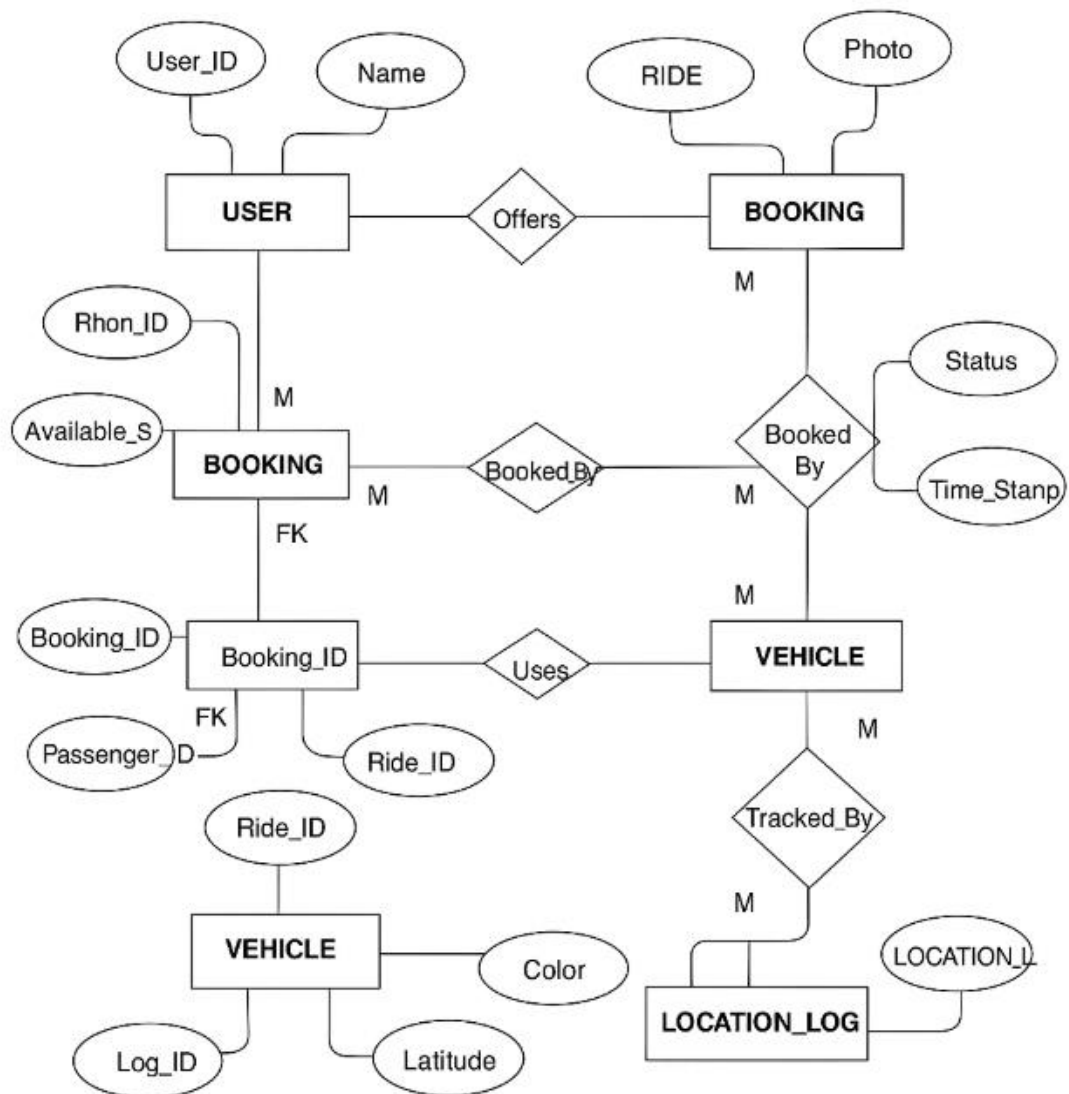 User_ID
Name
RIDE
Photo
USER
Offers
BOOKING
M
Rhon_ID
Status
M
Available_S
BOOKING
Booked_By
Booked
By
M
M
Time_Stanp
FK
M
Booking_ID
Booking_ID
Uses
VEHICLE
FK
M
Passenger_ID
Ride_ID
Ride_ID
Tracked_By
M
VEHICLE
Color
LOCATION_L
LOCATION_LOG
Log_ID
Latitude